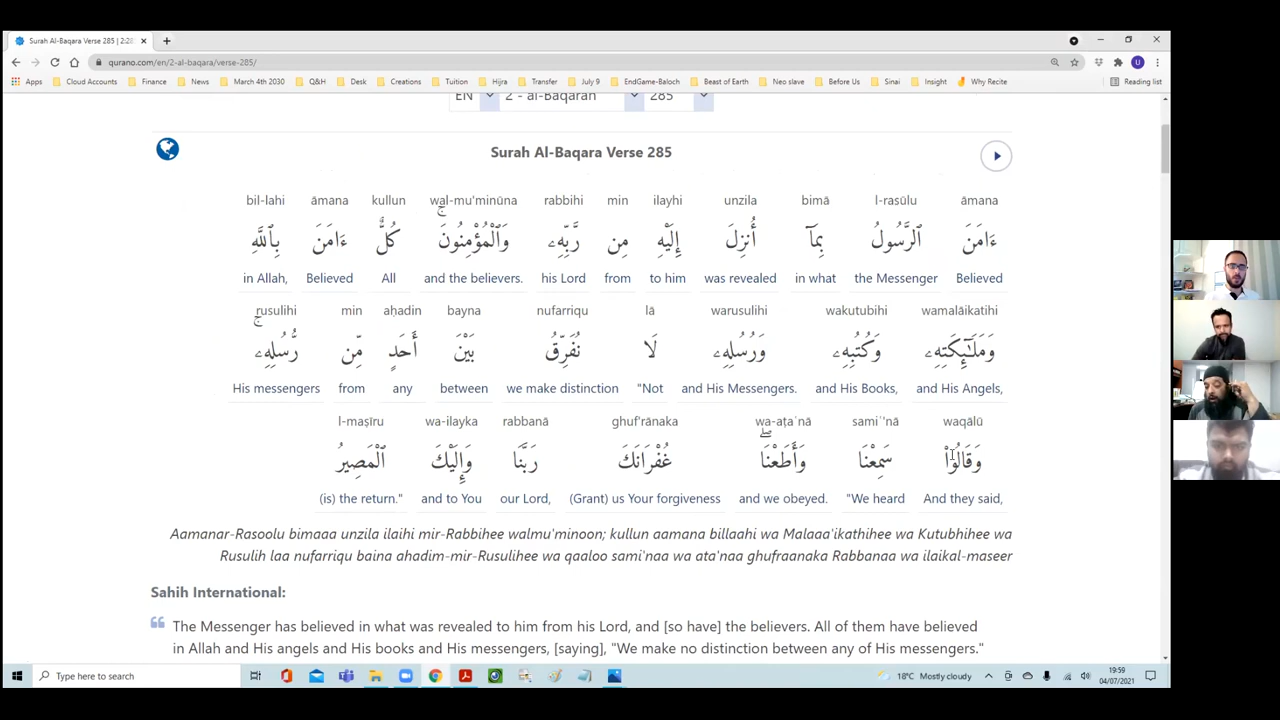 Surah Al-Baqara Verse 285 | 2:28
qurano.com/en/2-al-baqara/verse-285/
Apps Cloud Accounts Finance News March 4th 2030 Q&H Desk Creations Tuition Hijra Transfer July 9 EndGame-Baloch Beast of Earth Neo slave Before Us Sinai Insight Why Recite Reading list
EN 2 - al-Baqarah 285
Surah Al-Baqara Verse 285
bil-lahi āmana kullun wal-mu'minūna rabbihi min ilayhi unzila bimā l-rasūlu āmana
ءَامَنَ ٱلرَّسُولُ بِمَآ أُنزِلَ إِلَيْهِ مِن رَّبِّهِۦ وَٱلْمُؤْمِنُونَ ۚ كُلٌّ ءَامَنَ بِٱللَّهِ
in Allah, Believed All and the believers. his Lord from to him was revealed in what the Messenger Believed
rusulihi min aḥadin bayna nufarriqu lā warusulihi wakutubihi wamalāikatihi
وَمَلَـٰٓئِكَتِهِۦ وَكُتُبِهِۦ وَرُسُلِهِۦ لَا نُفَرِّقُ بَيْنَ أَحَدٍ مِّن رُّسُلِهِۦ ۚ
His messengers from any between we make distinction "Not and His Messengers. and His Books, and His Angels,
l-maṣīru wa-ilayka rabbanā ghuf'rānaka wa-aṭaʿnā samiʿ'nā waqālū
وَقَالُوا۟ سَمِعْنَا وَأَطَعْنَا ۖ غُفْرَانَكَ رَبَّنَا وَإِلَيْكَ ٱلْمَصِيرُ
(is) the return." and to You our Lord, (Grant) us Your forgiveness and we obeyed. "We heard And they said,
Aamanar-Rasoolu bimaaa unzila ilaihi mir-Rabbihee walmu'minoon; kullun aamana billaahi wa Malaaa'ikathihee wa Kutubhihee wa
Rusulih laa nufarriqu baina ahadim-mir-Rusulihee wa qaaloo sami'naa wa ata'naa ghufraanaka Rabbanaa wa ilaikal-maseer
Sahih International:
The Messenger has believed in what was revealed to him from his Lord, and [so have] the believers. All of them have believed
in Allah and His angels and His books and His messengers, [saying], "We make no distinction between any of His messengers."
Type here to search 18°C Mostly cloudy 19:59
04/07/2021